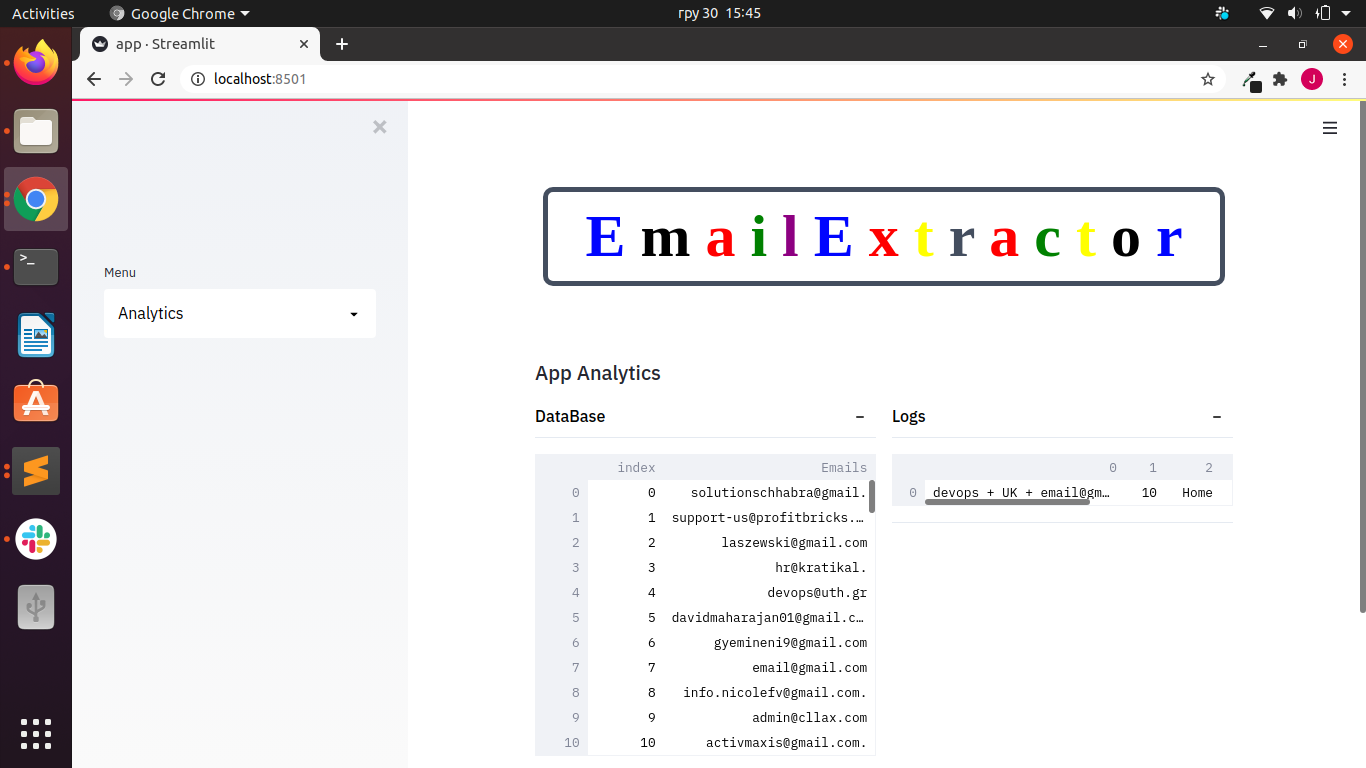 Activities Google Chrome гру 30 15:45
app · Streamlit
localhost:8501
J
Menu
Analytics
EmailExtractor
App Analytics
DataBase
index Emails
0 0 solutionschhabra@gmail.
1 1 support-us@profitbricks.…
2 2 laszewski@gmail.com
3 3 hr@kratikal.
4 4 devops@uth.gr
5 5 davidmaharajan01@gmail.c…
6 6 gyemineni9@gmail.com
7 7 email@gmail.com
8 8 info.nicolefv@gmail.com.
9 9 admin@cllax.com
10 10 activmaxis@gmail.com.
Logs
0 1 2
0 devops + UK + email@gm… 10 Home